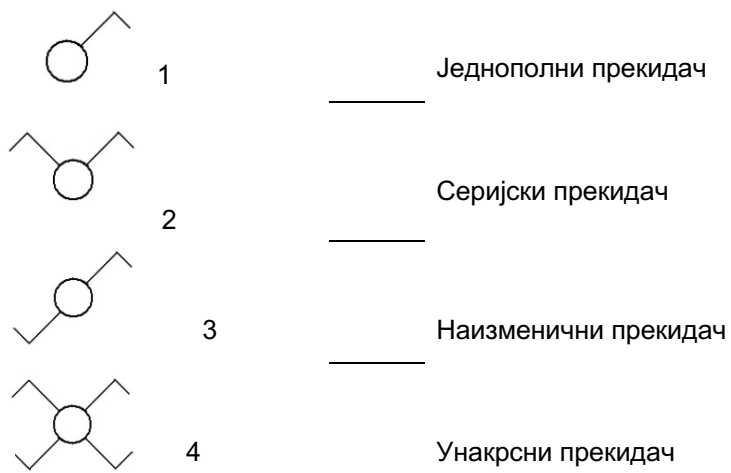 1 Једнополни прекидач
2 Серијски прекидач
3 Наизменични прекидач
4 Унакрсни прекидач